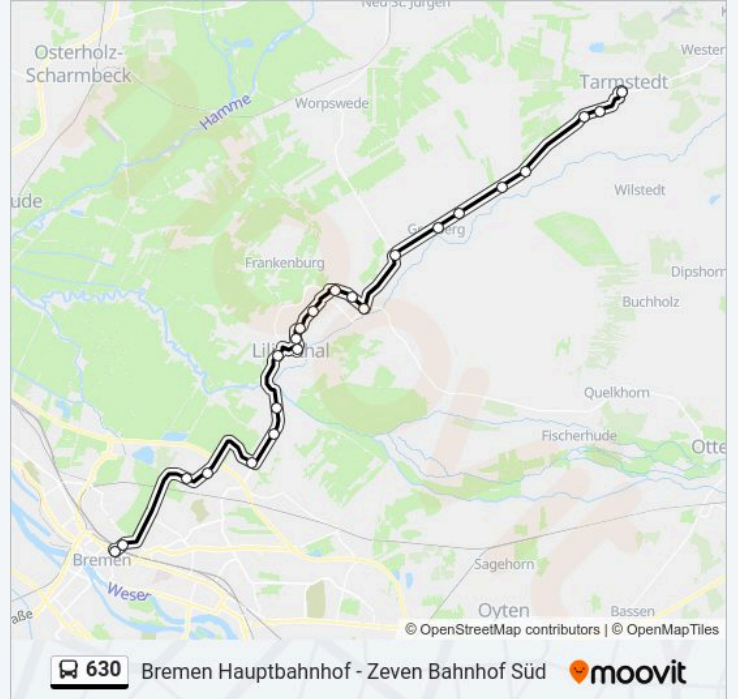 Neu St. Jürgen
Osterholz-
Scharmbeck
Wester
Tarmstedt
Hamme
Worpswede
ude
Wilstedt
Frankenburg
Dipshorn
Buchholz
Quelkhorn
Fischerhude
Otte
Bremen
Sagehorn
Weser
aße
Oyten
Bassen
© OpenStreetMap contributors | © OpenMapTiles
630 Bremen Hauptbahnhof - Zeven Bahnhof Süd moovit